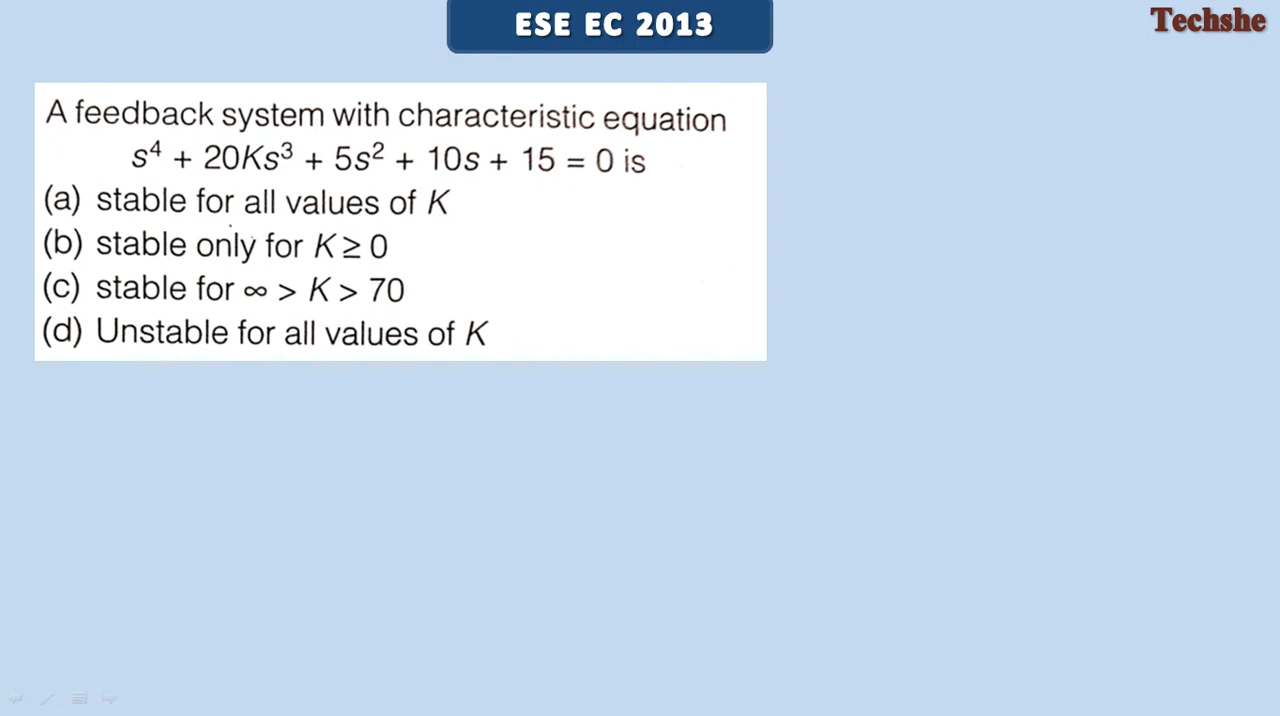 ESE EC 2013
Techshe
A feedback system with characteristic equation
s⁴ + 20Ks³ + 5s² + 10s + 15 = 0 is
(a) stable for all values of K
(b) stable only for K ≥ 0
(c) stable for ∞ > K > 70
(d) Unstable for all values of K